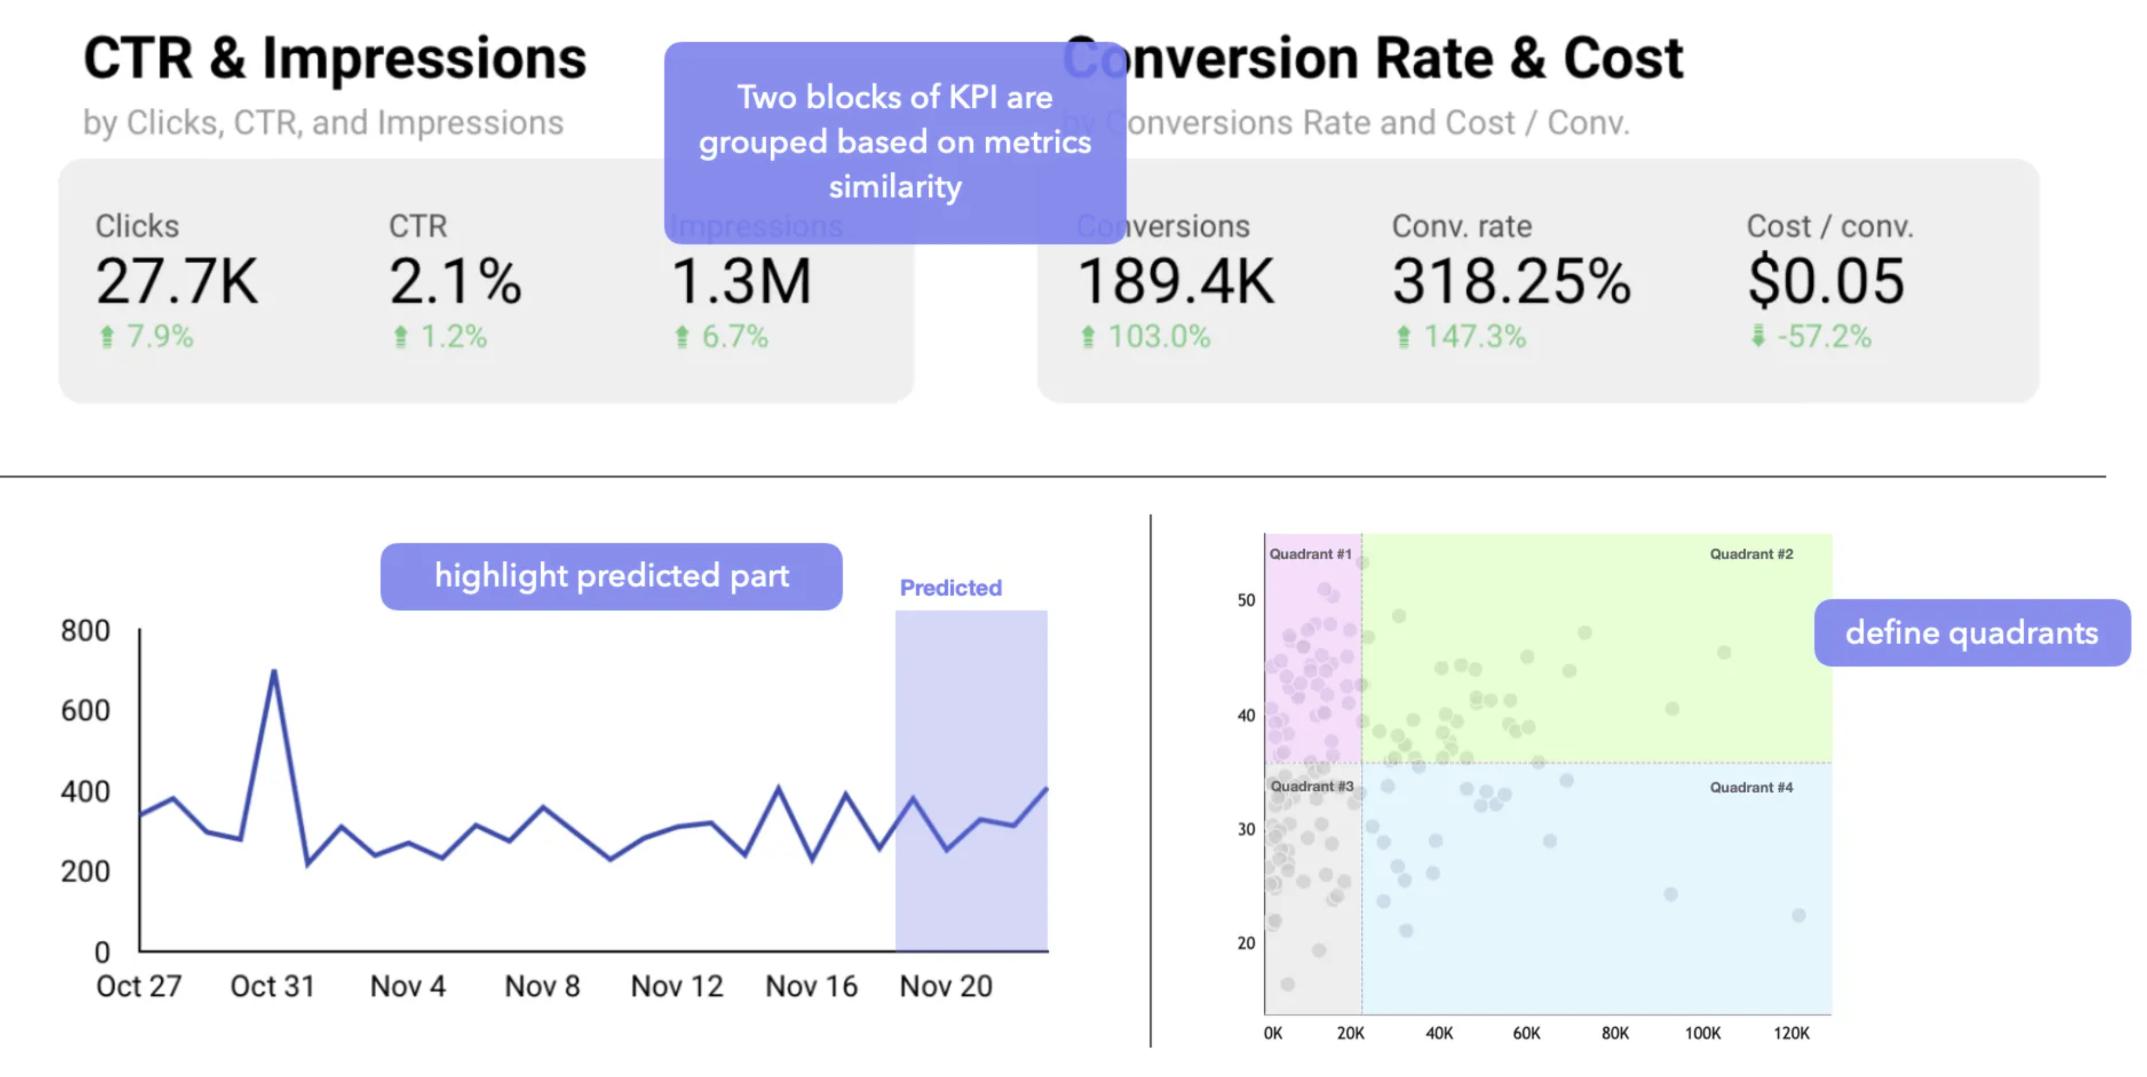 CTR & Impressions
by Clicks, CTR, and Impressions
Two blocks of KPI are
grouped based on metrics
similarity
Conversion Rate & Cost
by Conversions Rate and Cost / Conv.
Clicks
27.7K
7.9%
CTR
2.1%
1.2%
Impressions
1.3M
6.7%
Conversions
189.4K
103.0%
Conv. rate
318.25%
147.3%
Cost / conv.
$0.05
-57.2%
highlight predicted part
Predicted
800
600
400
200
0
Oct 27 Oct 31 Nov 4 Nov 8 Nov 12 Nov 16 Nov 20
define quadrants
Quadrant #1
Quadrant #2
Quadrant #3
Quadrant #4
50
40
30
20
0K 20K 40K 60K 80K 100K 120K